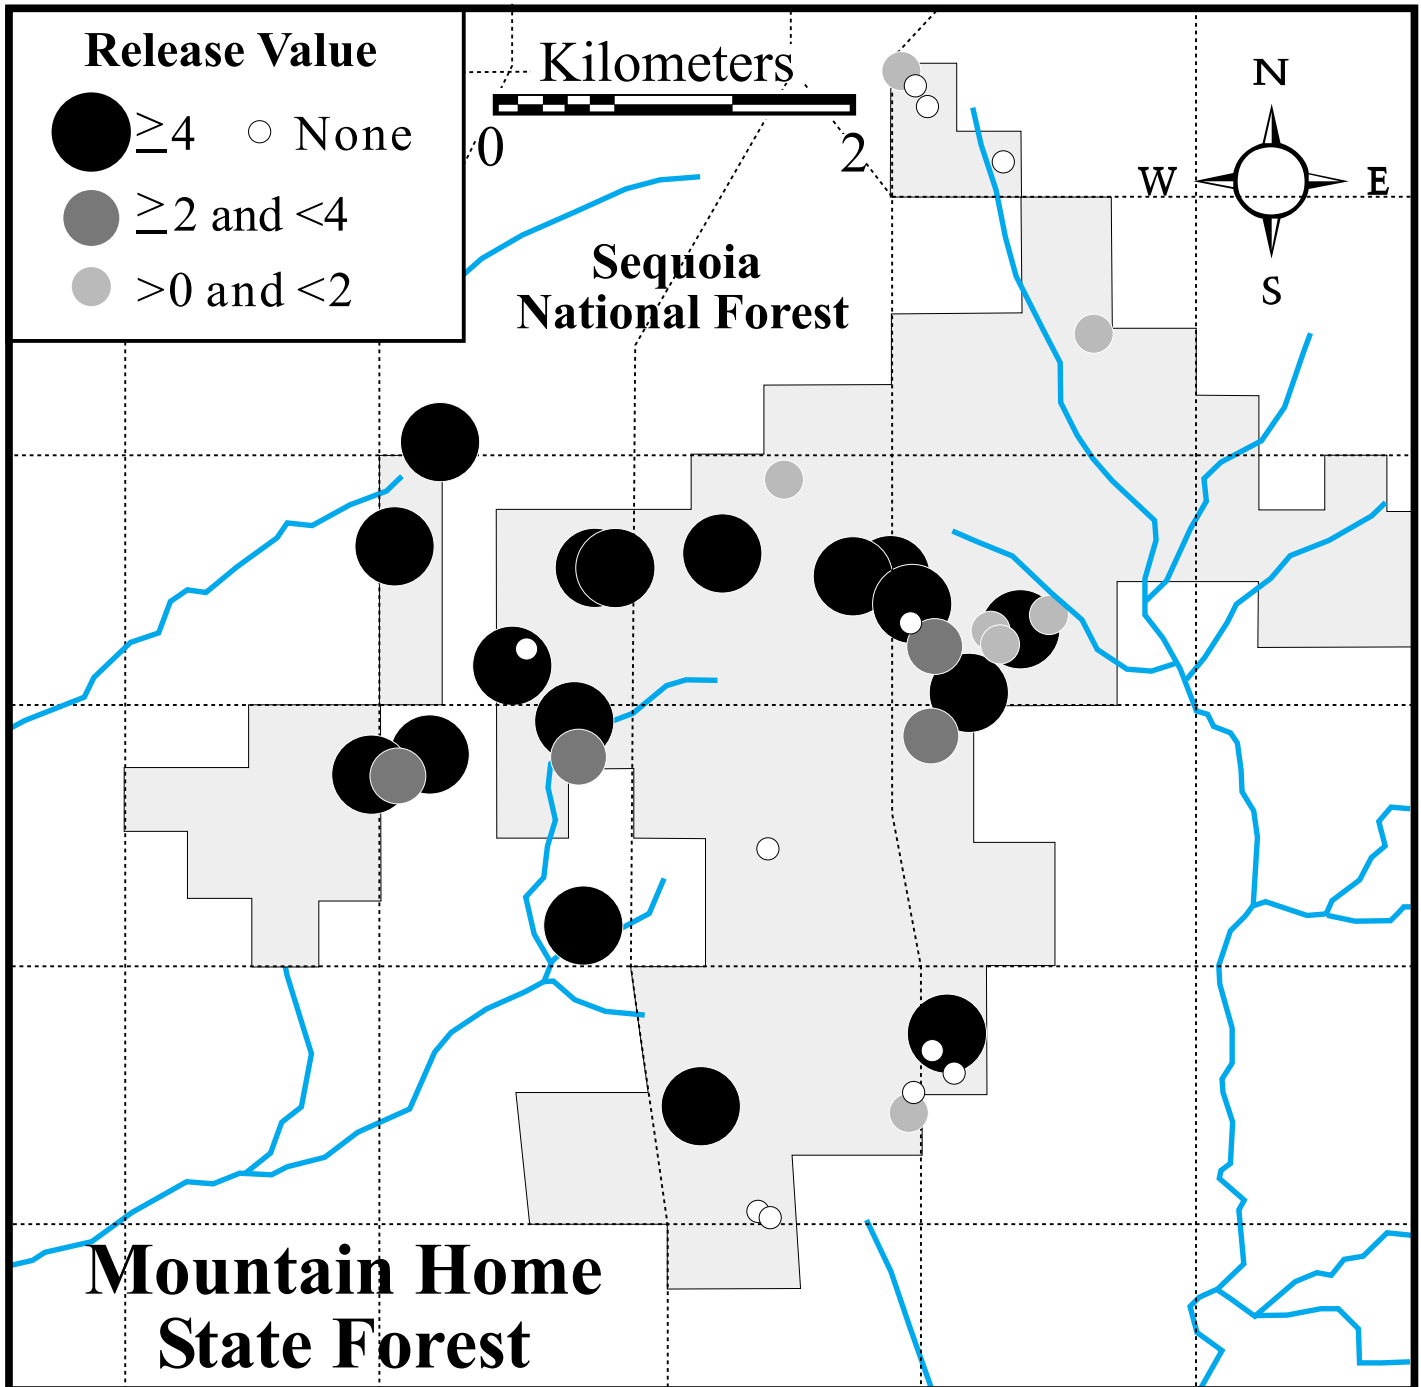 Release Value
≥4
None
≥2 and <4
>0 and <2
Kilometers
0
2
N
W
E
S
Sequoia
National Forest
Mountain Home
State Forest